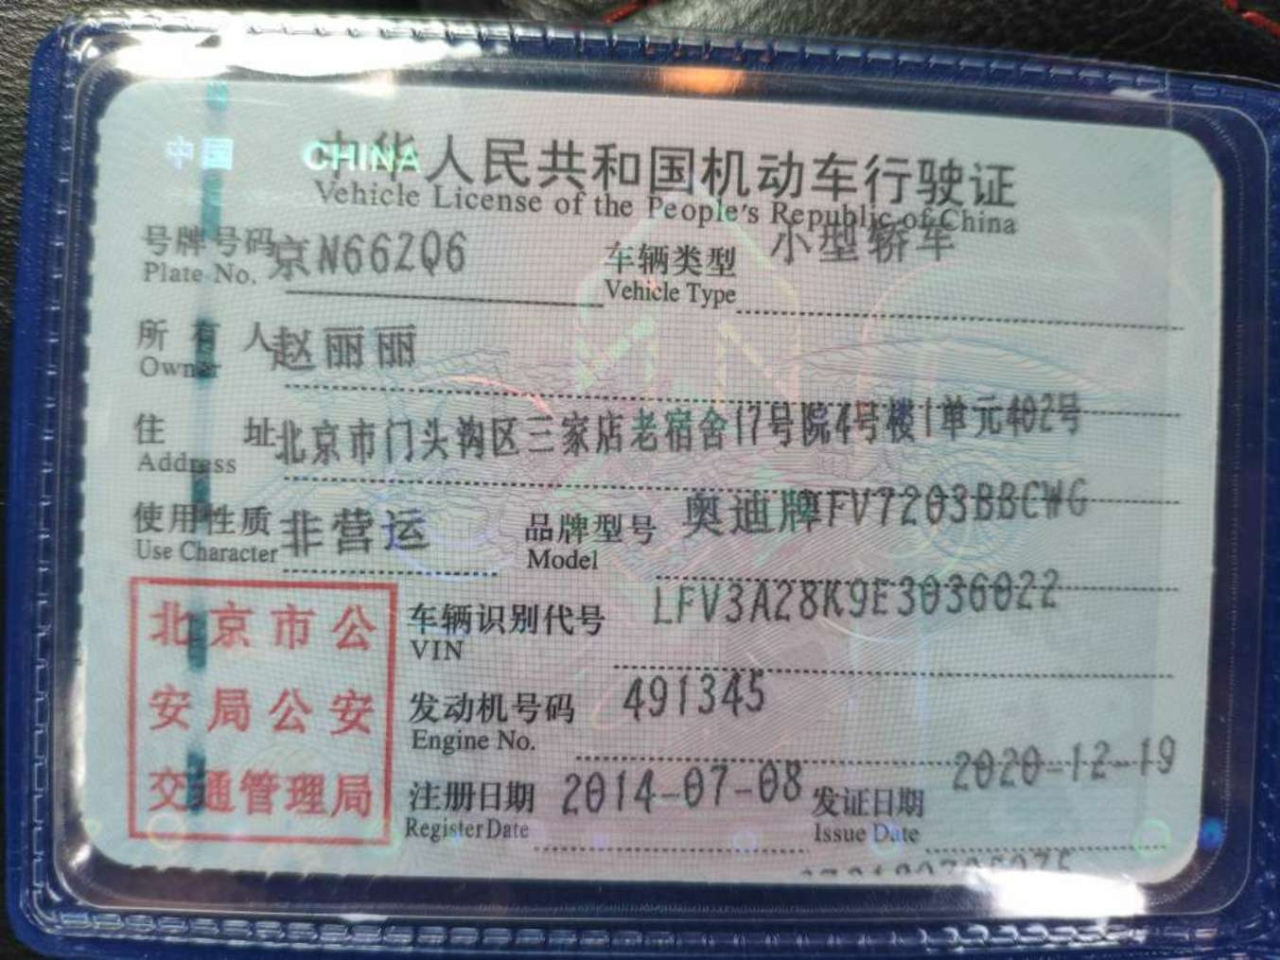 中国 CHINA
中华人民共和国机动车行驶证
Vehicle License of the People's Republic of China
号牌号码 京N66ZQ6 车辆类型 小型轿车
Plate No. Vehicle Type
所有人 赵丽丽
Owner
住址 北京市门头沟区三家店老宿舍17号院4号楼1单元402号
Address
使用性质 非营运 品牌型号 奥迪牌FV7203BBCWG
Use Character Model
北京市公
安局公安
交通管理局
车辆识别代号 LFV3A28K9E3036022
VIN
发动机号码 491345
Engine No.
注册日期 2014-07-08 发证日期 2020-12-19
Register Date Issue Date